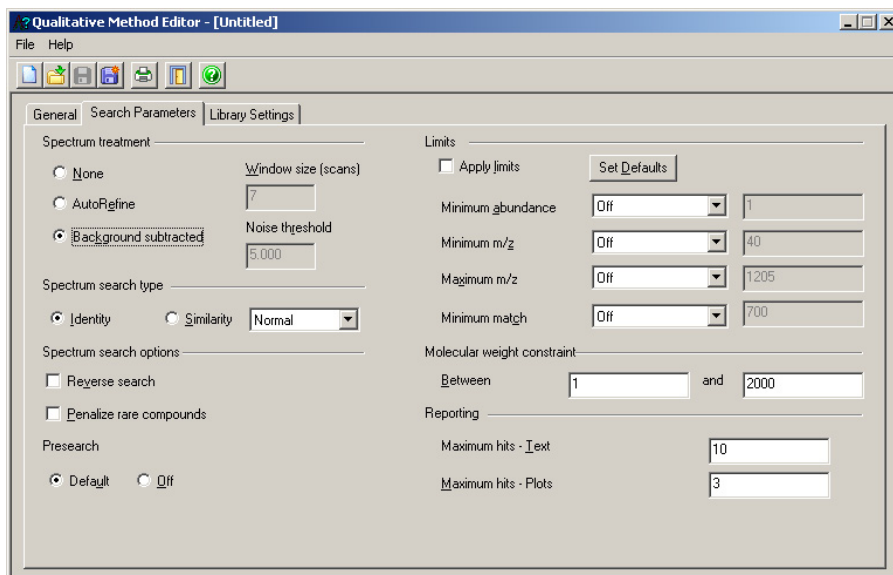 Qualitative Method Editor - [Untitled]
File Help
General Search Parameters Library Settings
Spectrum treatment
None
AutoRefine
Background subtracted
Window size (scans)
7
Noise threshold
5.000
Spectrum search type
Identity Similarity Normal
Spectrum search options
Reverse search
Penalize rare compounds
Presearch
Default Off
Limits
Apply limits Set Defaults
Minimum abundance Off 1
Minimum m/z Off 40
Maximum m/z Off 1205
Minimum match Off 700
Molecular weight constraint
Between 1 and 2000
Reporting
Maximum hits - Text 10
Maximum hits - Plots 3